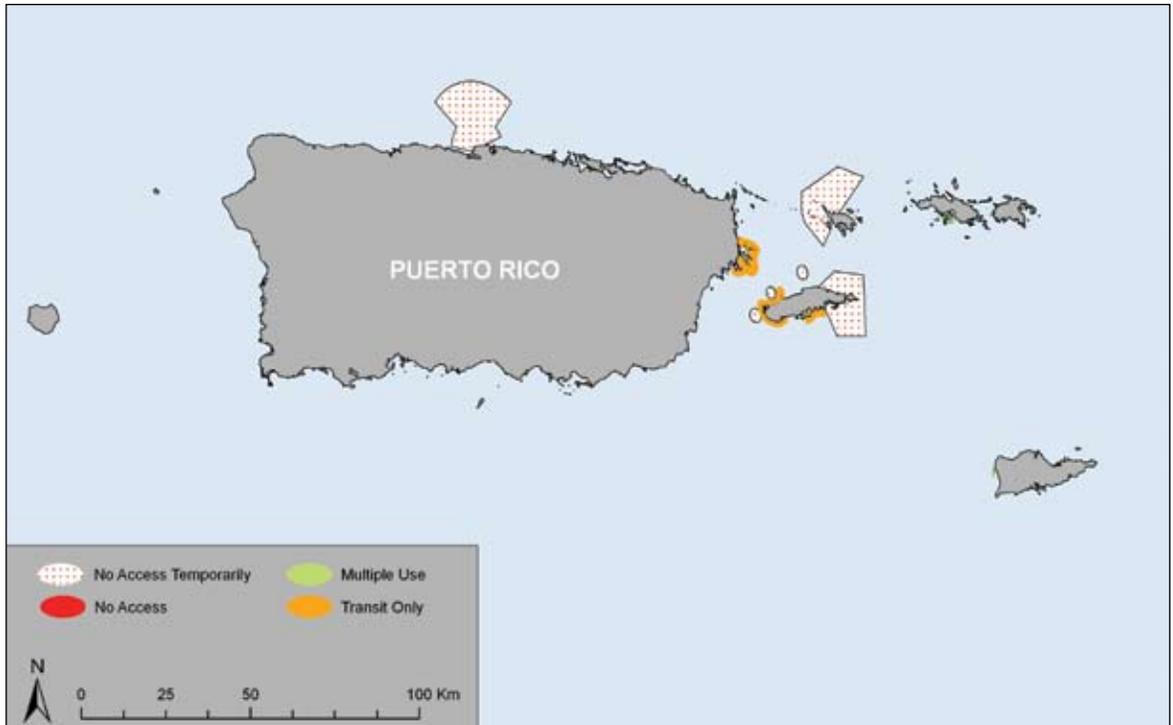 PUERTO RICO
No Access Temporarily
Multiple Use
No Access
Transit Only
N
0 25 50 100 Km